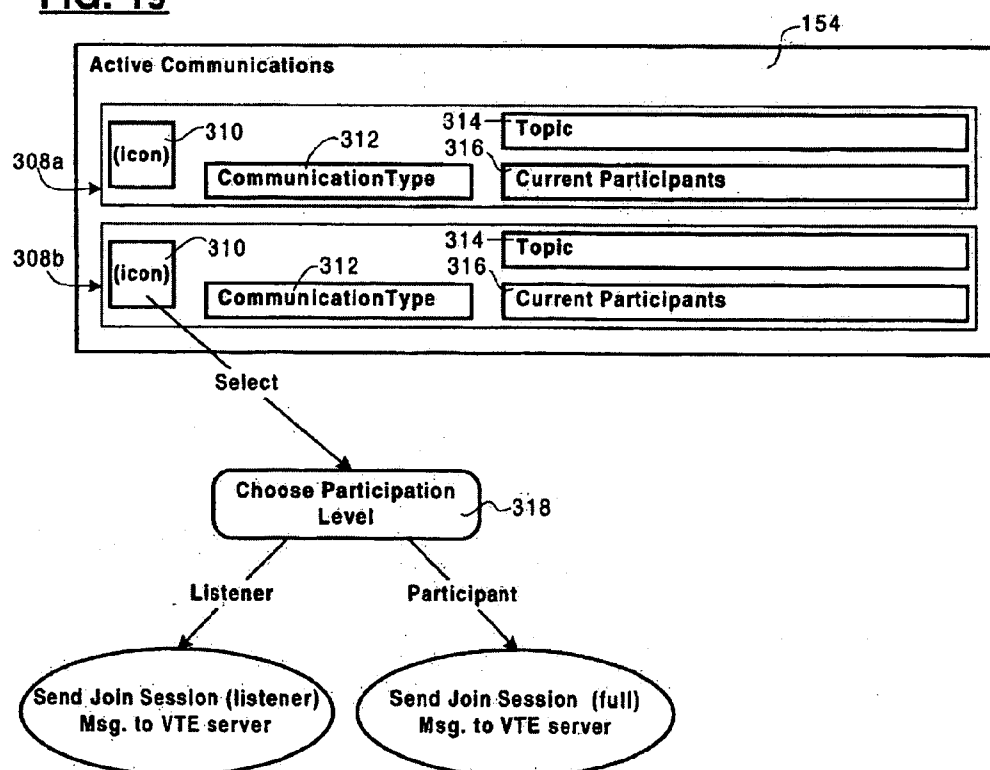 FIG. 19
154
Active Communications
308a
(icon)
310
312
CommunicationType
314
Topic
316
Current Participants
308b
(icon)
310
312
CommunicationType
314
Topic
316
Current Participants
Select
Choose Participation
Level
318
Listener
Participant
Send Join Session (listener)
Msg. to VTE server
Send Join Session (full)
Msg. to VTE server